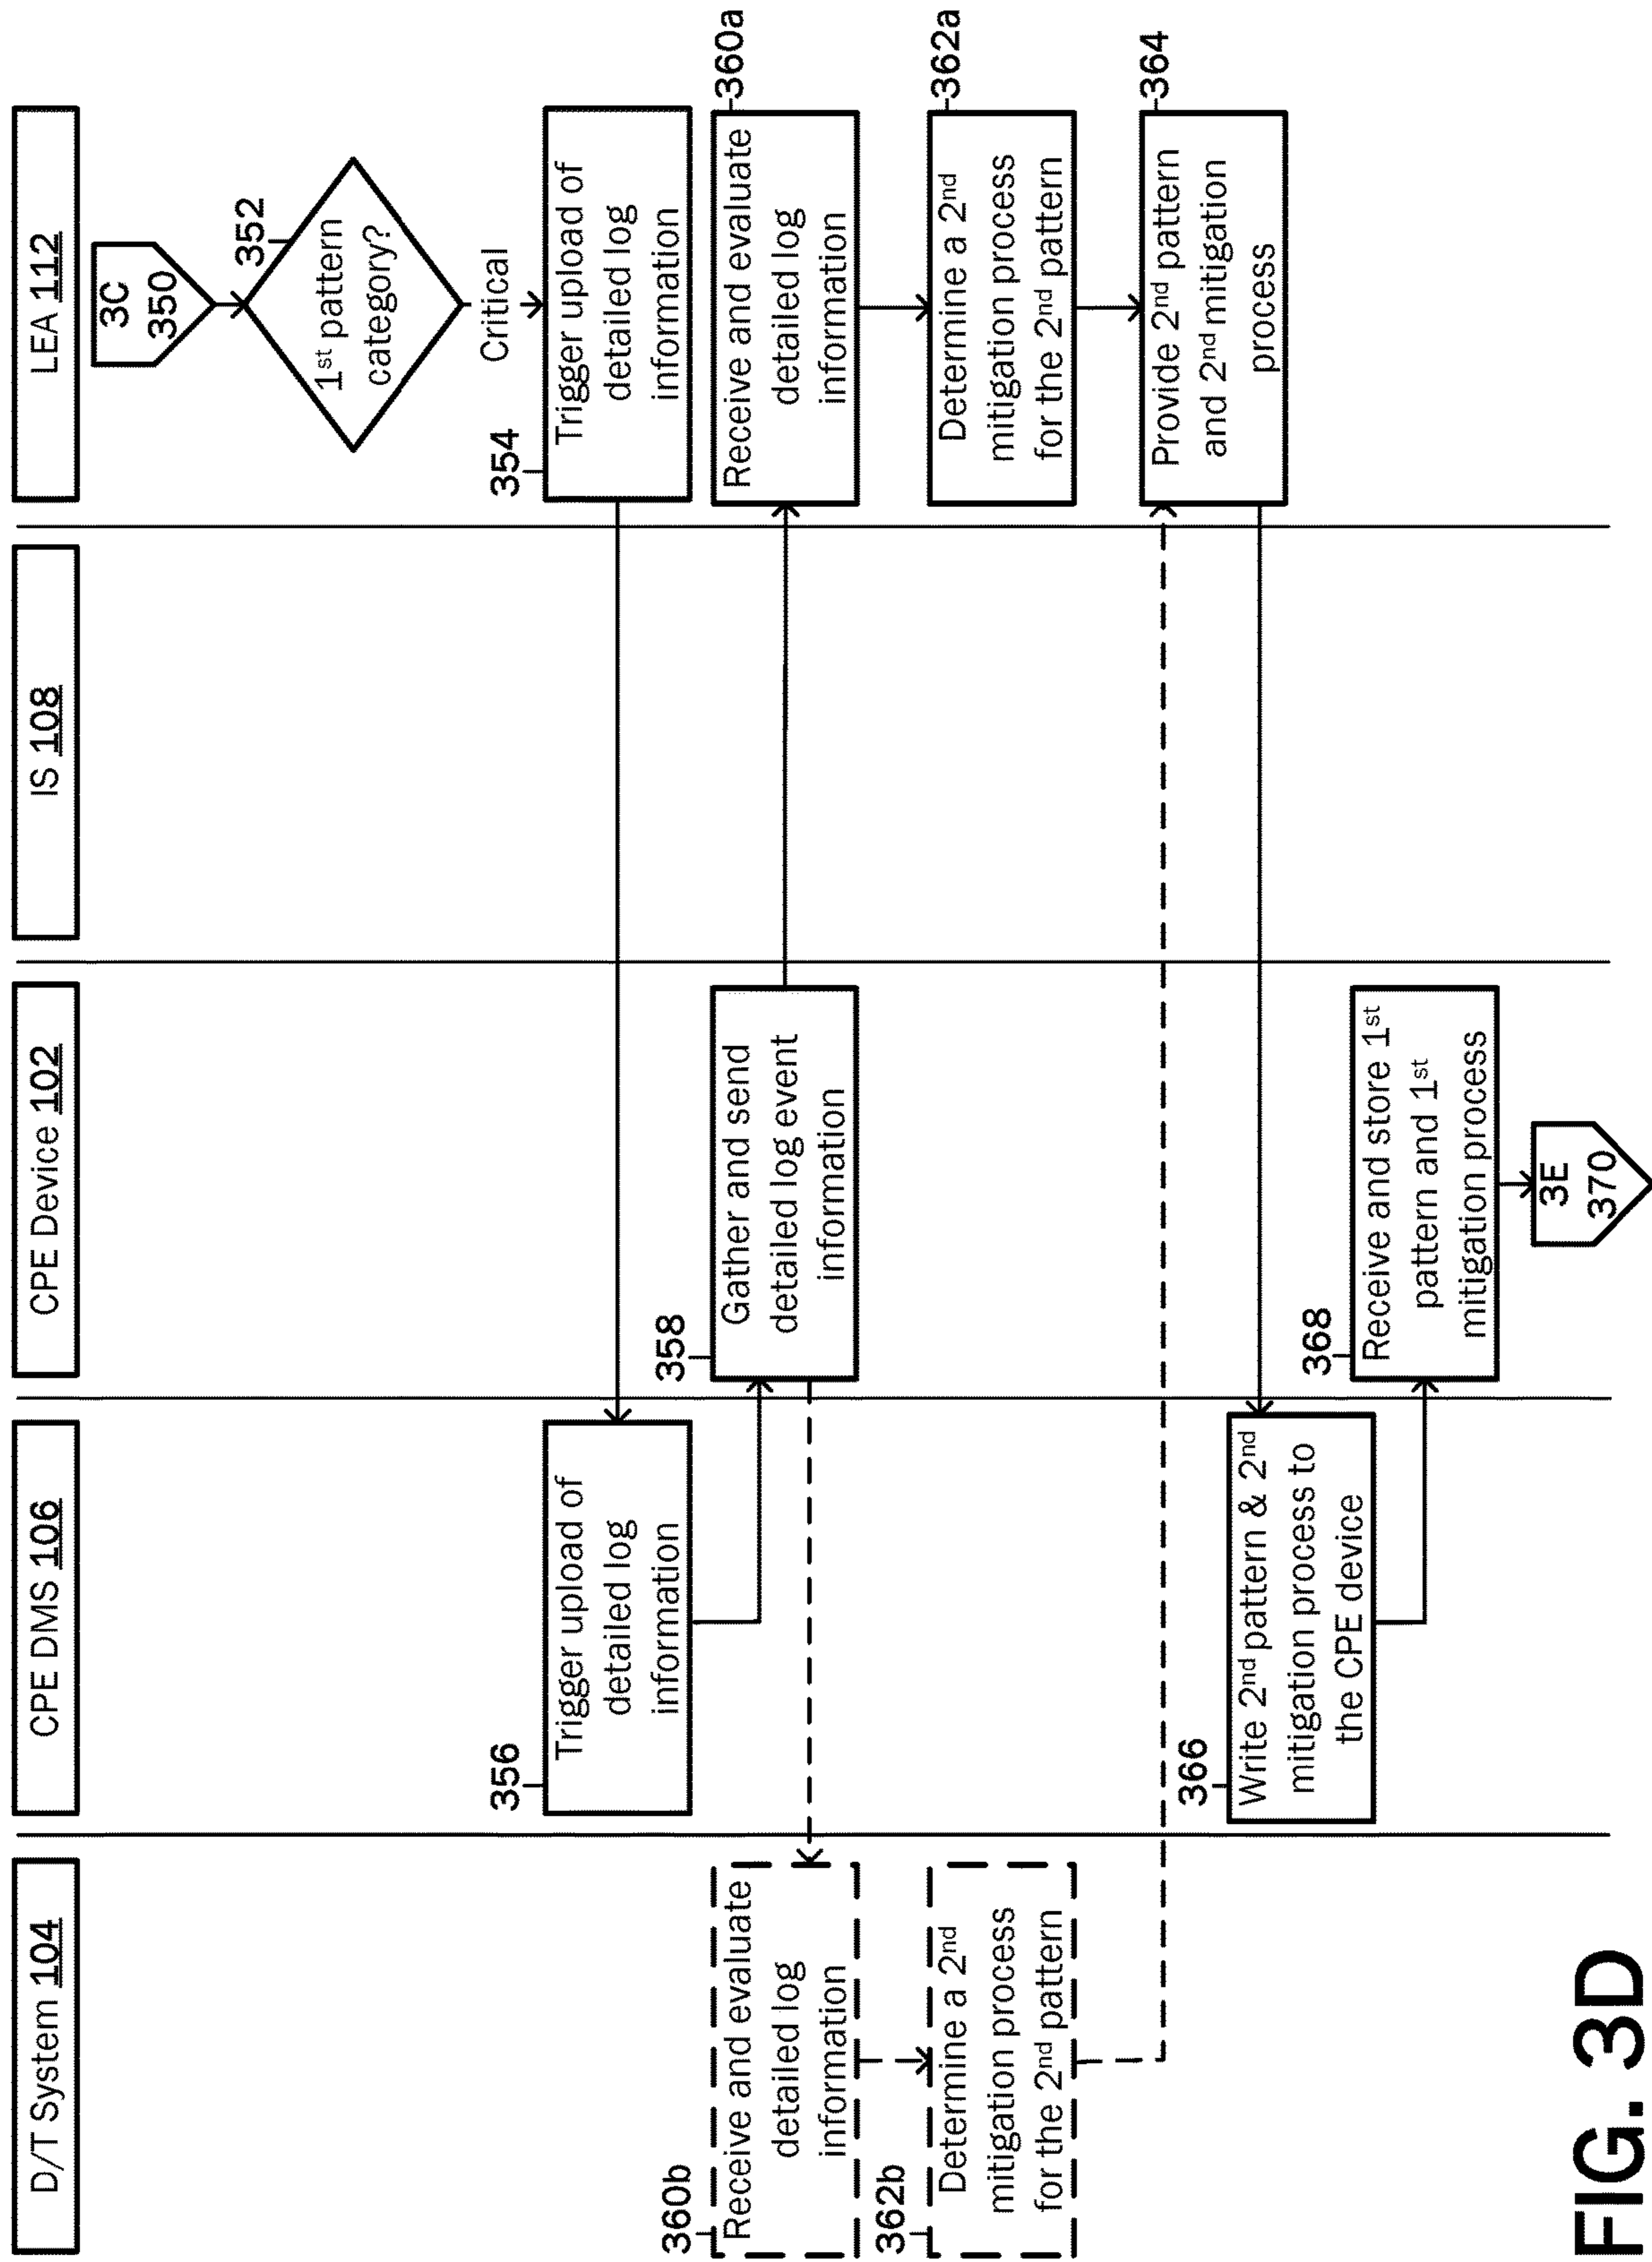 D/T System 104
CPE DMS 106
CPE Device 102
IS 108
LEA 112
3C
350
352
1st pattern
category?
Critical
354
Trigger upload of
detailed log
information
356
Trigger upload of
detailed log
information
358
Gather and send
detailed log event
information
360a
Receive and evaluate
detailed log
information
360b
Receive and evaluate
detailed log
information
362a
Determine a 2nd
mitigation process
for the 2nd pattern
362b
Determine a 2nd
mitigation process
for the 2nd pattern
364
Provide 2nd pattern
and 2nd mitigation
process
366
Write 2nd pattern & 2nd
mitigation process to
the CPE device
368
Receive and store 1st
pattern and 1st
mitigation process
3E
370
FIG. 3D